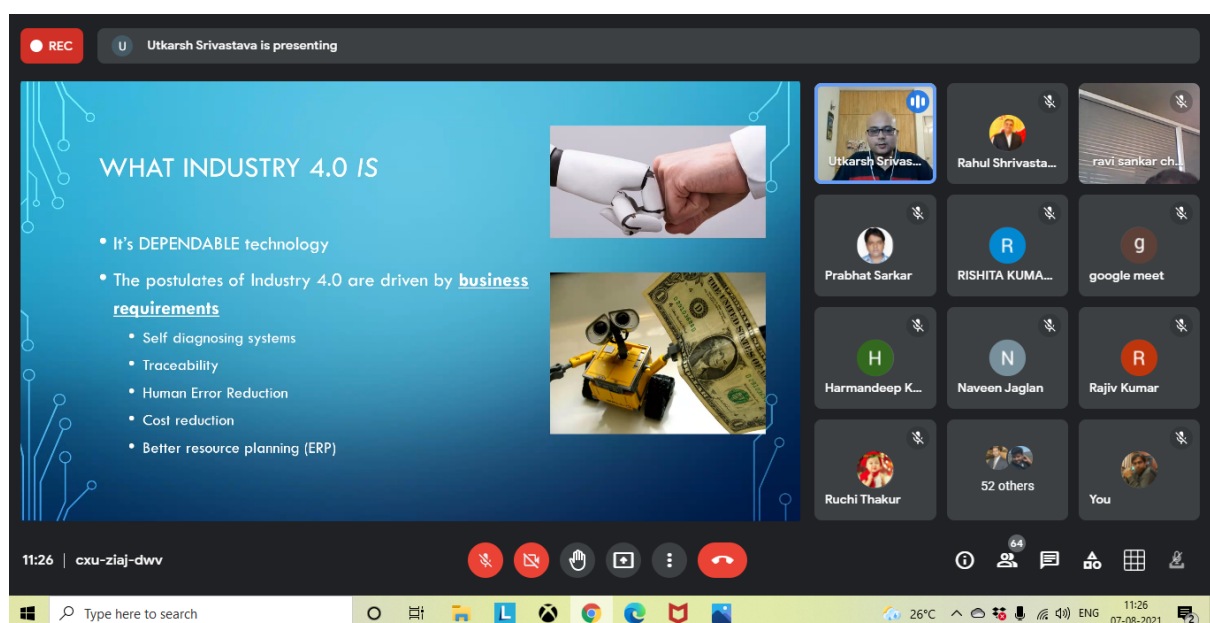 REC
U
Utkarsh Srivastava is presenting
WHAT INDUSTRY 4.0 IS
• It's DEPENDABLE technology
• The postulates of Industry 4.0 are driven by business
requirements
• Self diagnosing systems
• Traceability
• Human Error Reduction
• Cost reduction
• Better resource planning (ERP)
Utkarsh Srivas...
Rahul Shrivasta...
ravi sankar ch...
Prabhat Sarkar
R
RISHITA KUMA...
g
google meet
H
Harmandeep K...
N
Naveen Jaglan
R
Rajiv Kumar
Ruchi Thakur
52 others
You
11:26 | cxu-ziaj-dwv
64
Type here to search
L
26°C
ENG
11:26
07-08-2021
2